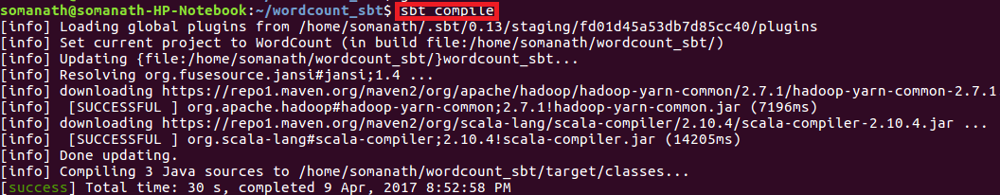 somanath@somanath-HP-Notebook:~/wordcount_sbt$ sbt compile
[info] Loading global plugins from /home/somanath/.sbt/0.13/staging/fd01d45a53db7d85cc40/plugins
[info] Set current project to WordCount (in build file:/home/somanath/wordcount_sbt/)
[info] Updating {file:/home/somanath/wordcount_sbt/}wordcount_sbt...
[info] Resolving org.fusesource.jansi#jansi;1.4 ...
[info] downloading https://repo1.maven.org/maven2/org/apache/hadoop/hadoop-yarn-common/2.7.1/hadoop-yarn-common-2.7.1
[info] 	[SUCCESSFUL ] org.apache.hadoop#hadoop-yarn-common;2.7.1!hadoop-yarn-common.jar (7196ms)
[info] downloading https://repo1.maven.org/maven2/org/scala-lang/scala-compiler/2.10.4/scala-compiler-2.10.4.jar ...
[info] 	[SUCCESSFUL ] org.scala-lang#scala-compiler;2.10.4!scala-compiler.jar (14205ms)
[info] Done updating.
[info] Compiling 3 Java sources to /home/somanath/wordcount_sbt/target/classes...
[success] Total time: 30 s, completed 9 Apr, 2017 8:52:58 PM